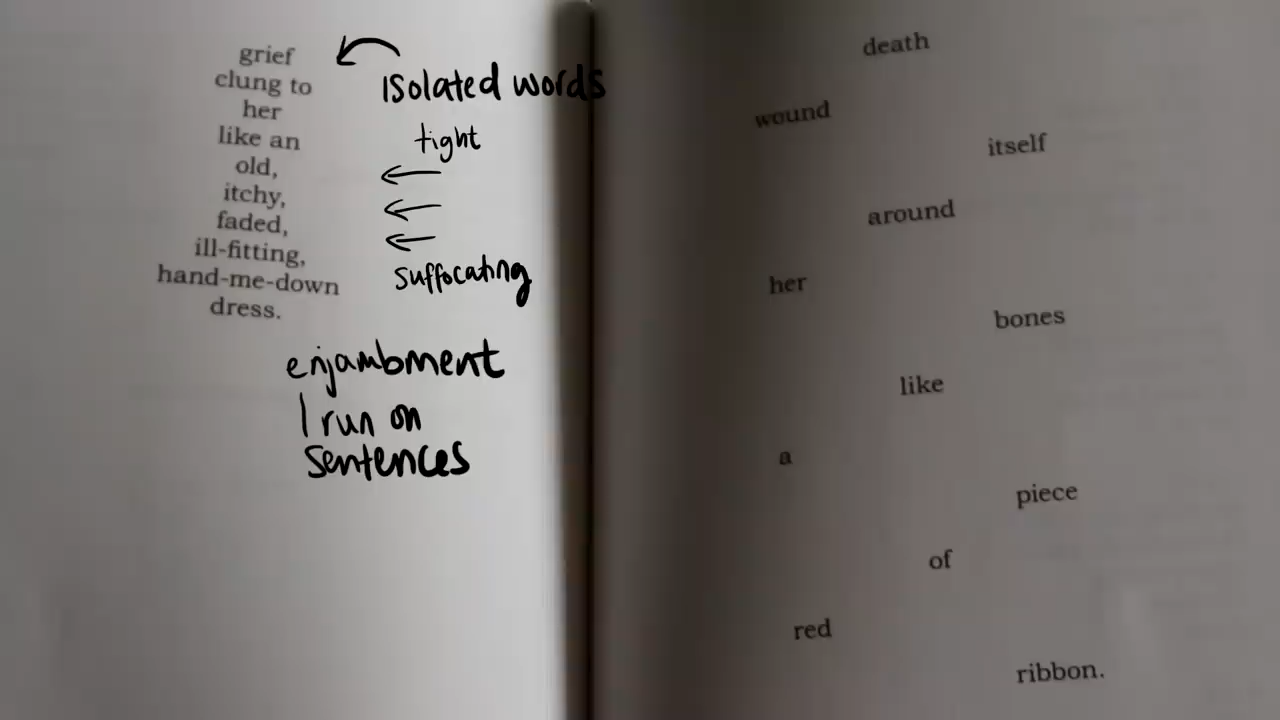 grief
clung to
her
like an
old,
itchy,
faded,
ill-fitting,
hand-me-down
dress.
Isolated words
tight
suffocating
enjambment
/ run on
sentences
death
wound
itself
around
her
bones
like
a
piece
of
red
ribbon.